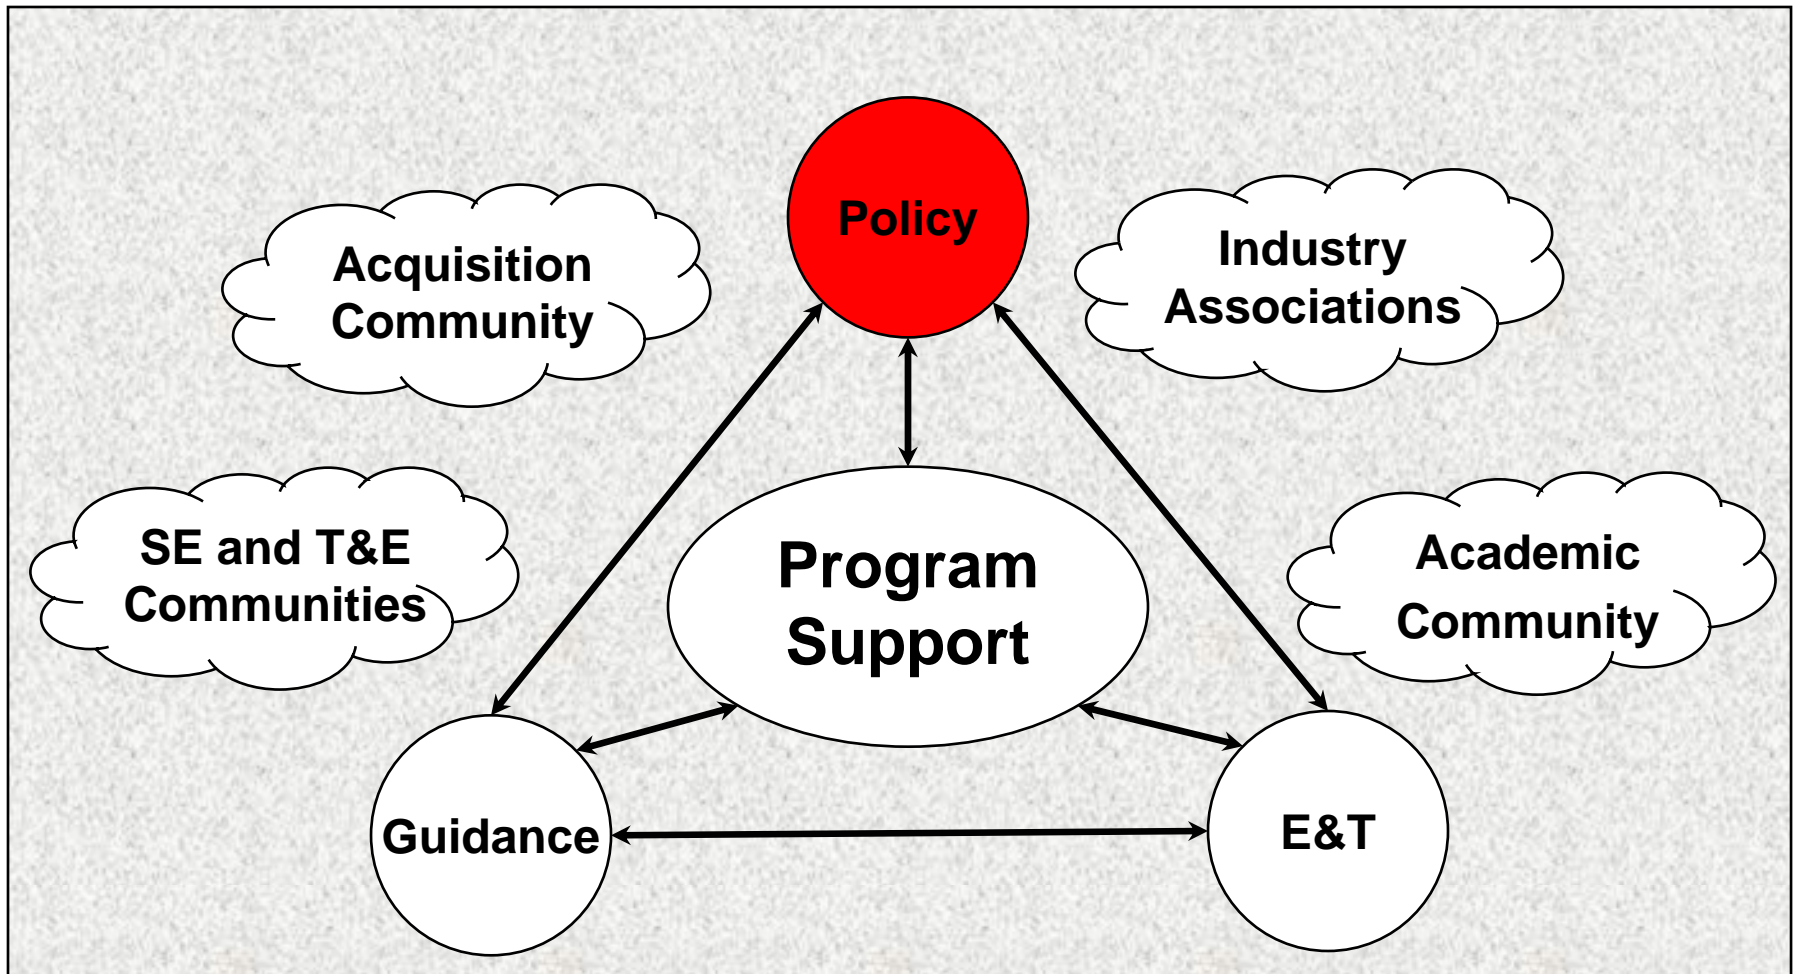 Policy
Acquisition
Community
Industry
Associations
SE and T&E
Communities
Program
Support
Academic
Community
Guidance
E&T